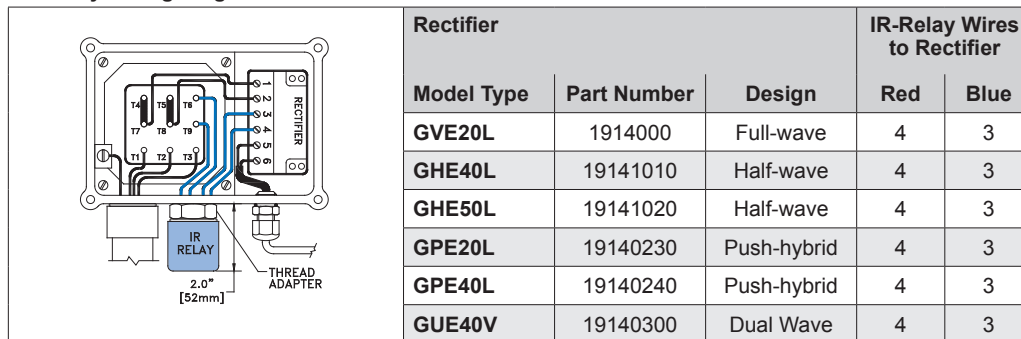 T4 T5 T6
T7 T8 T9
T1 T2 T3
1
2
3
4
5
6
RECTIFIER
IR
RELAY
2.0"
[52mm]
THREAD
ADAPTER
Rectifier
IR-Relay Wires
to Rectifier
Model Type Part Number Design Red Blue
GVE20L 1914000 Full-wave 4 3
GHE40L 19141010 Half-wave 4 3
GHE50L 19141020 Half-wave 4 3
GPE20L 19140230 Push-hybrid 4 3
GPE40L 19140240 Push-hybrid 4 3
GUE40V 19140300 Dual Wave 4 3